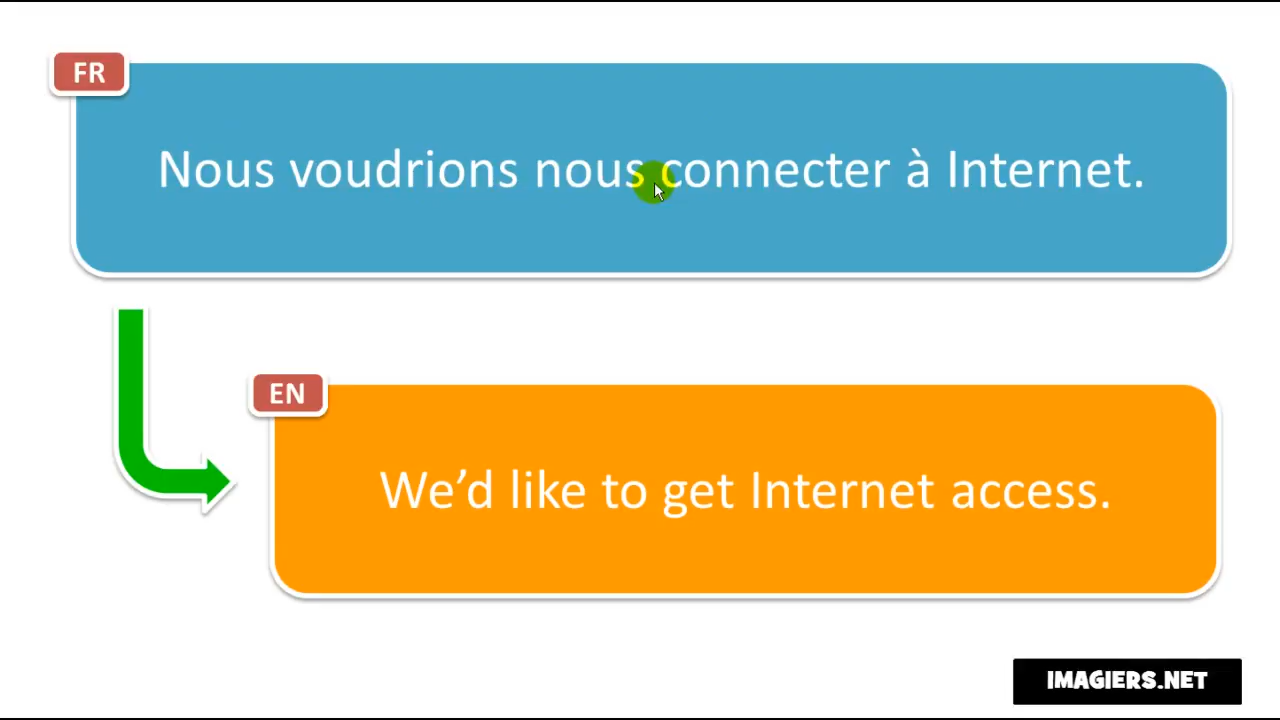 FR
Nous voudrions nous connecter à Internet.
EN
We’d like to get Internet access.
IMAGIERS.NET